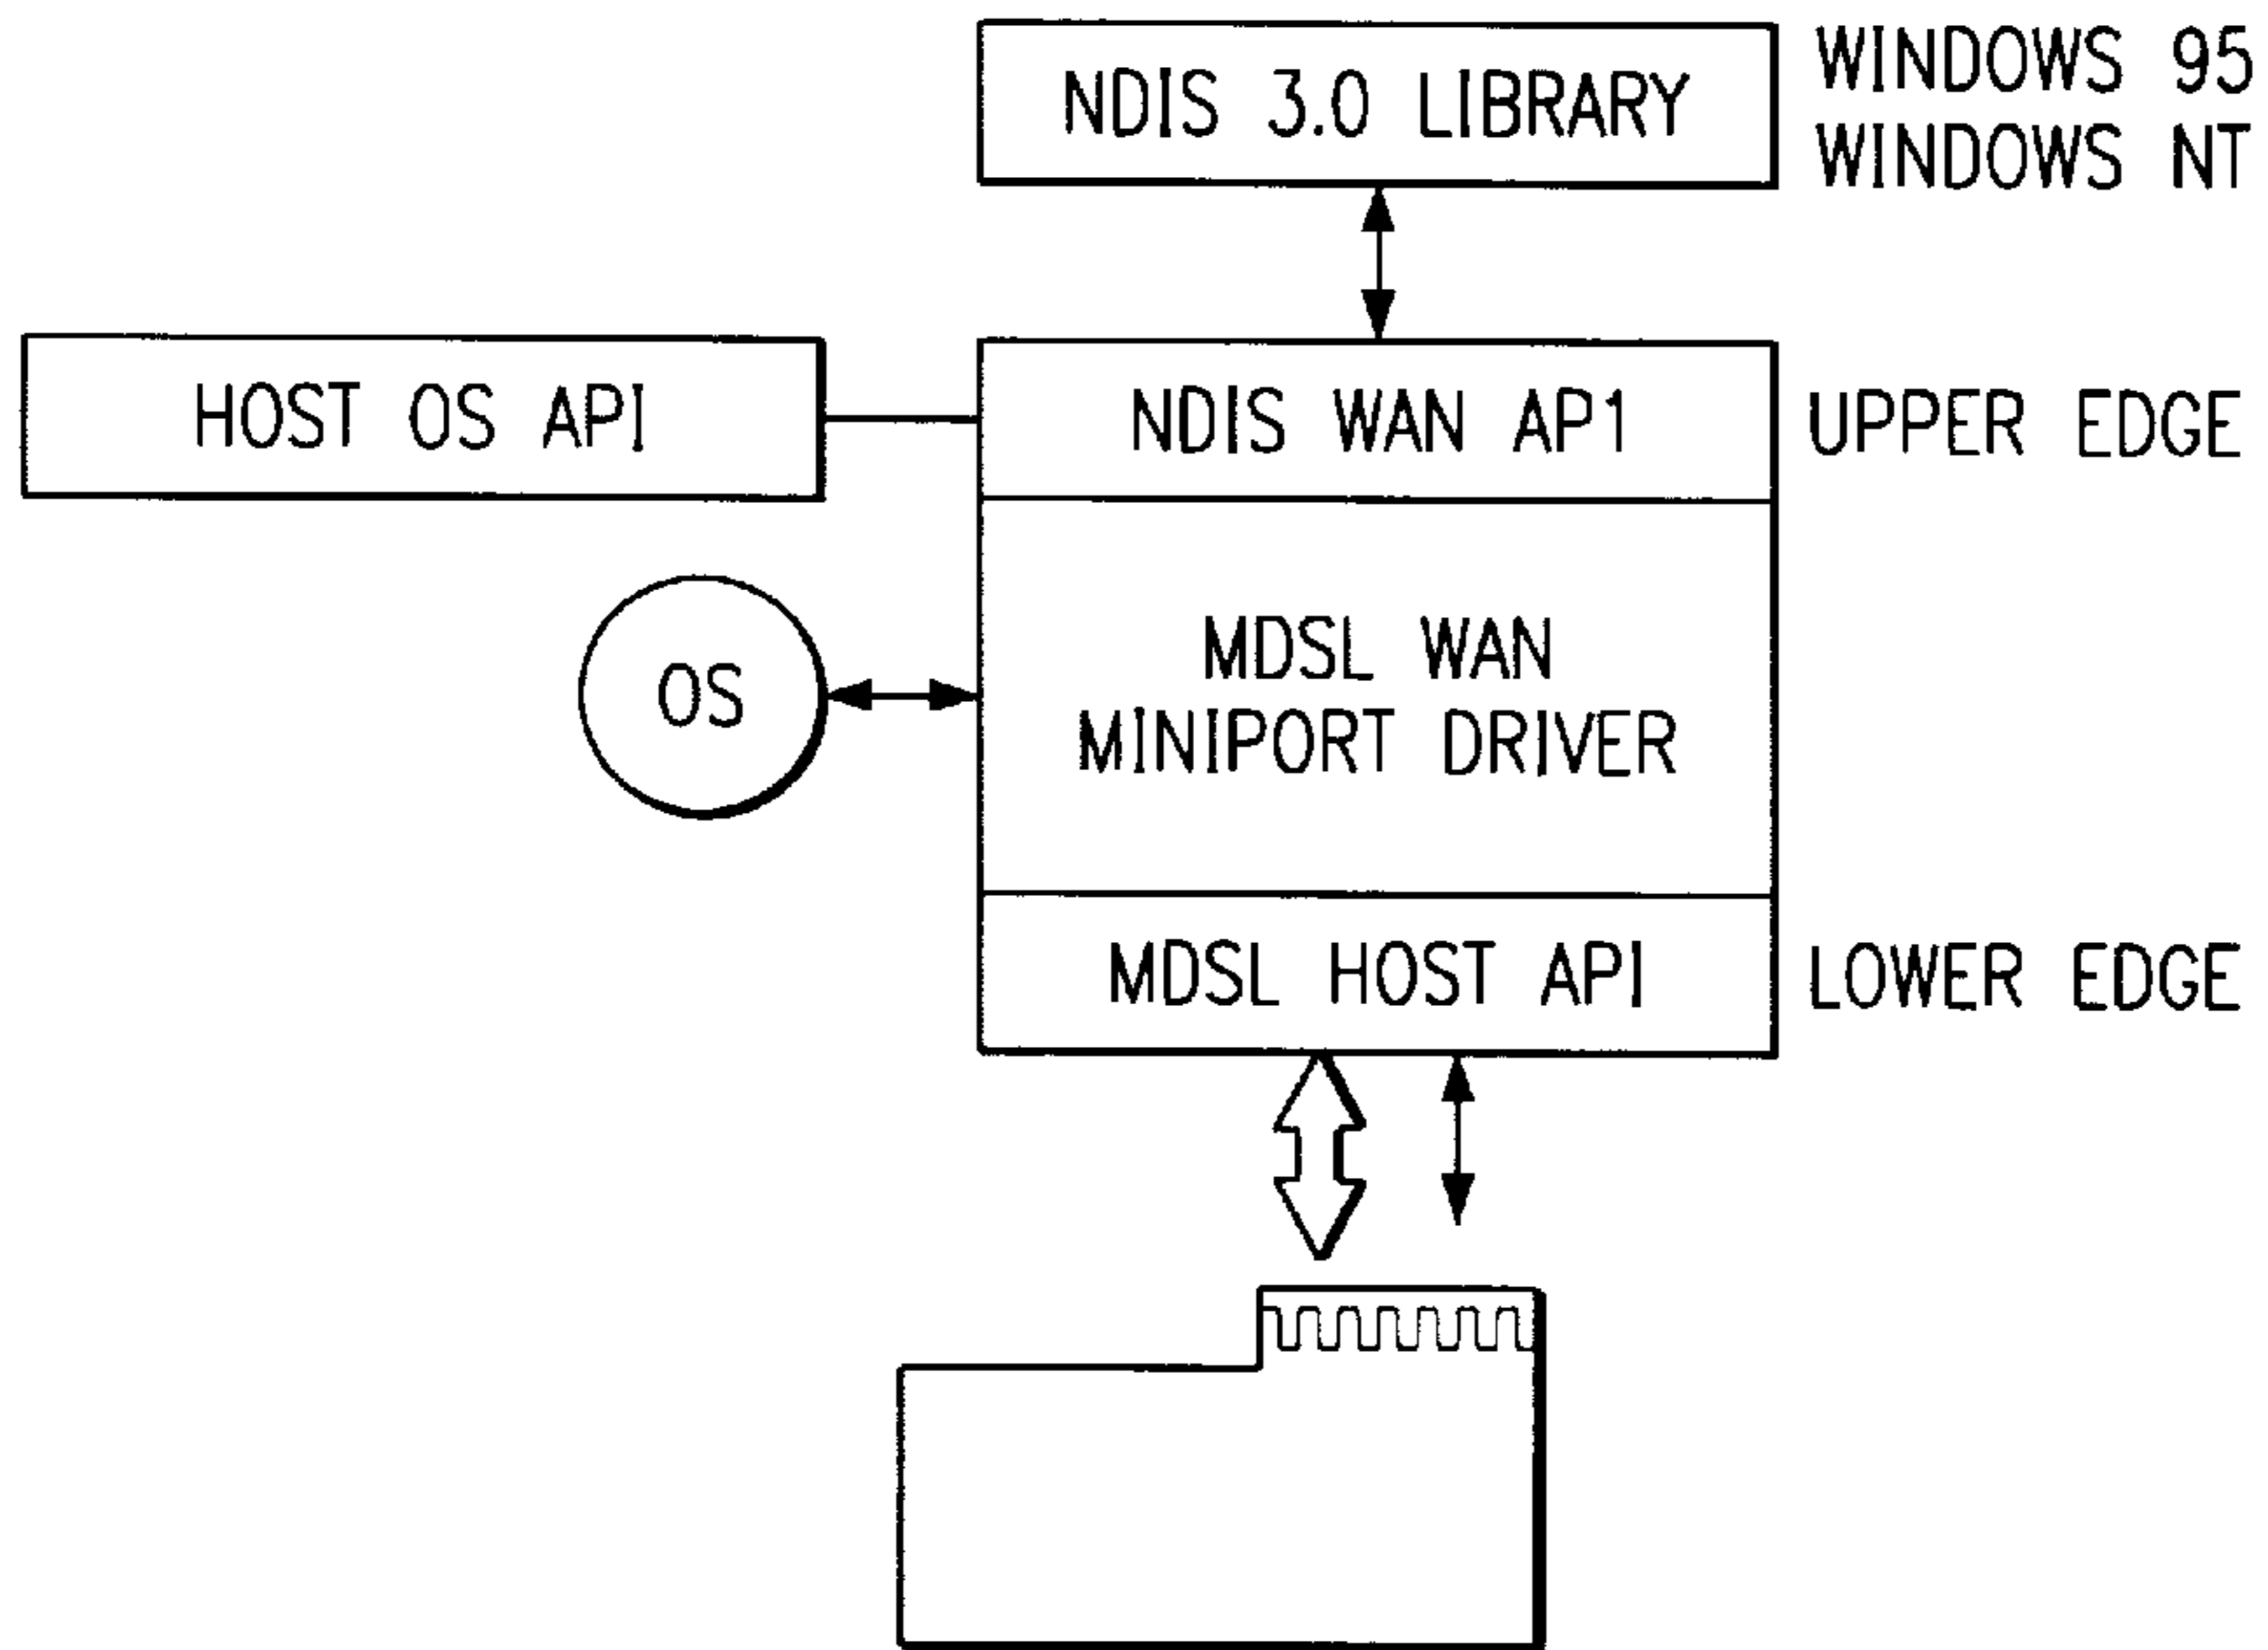 NDIS 3.0 LIBRARY
WINDOWS 95
WINDOWS NT
HOST OS API
NDIS WAN AP1
UPPER EDGE
OS
MDSL WAN
MINIPORT DRIVER
MDSL HOST API
LOWER EDGE